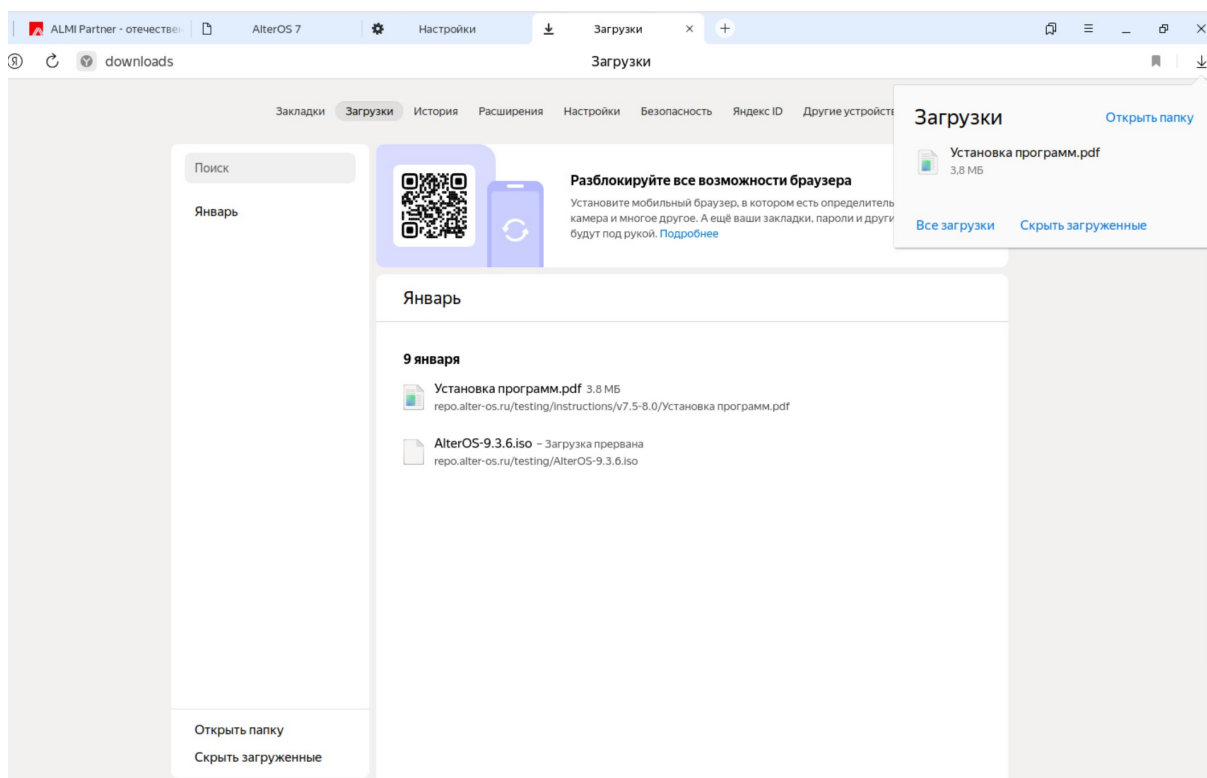 ALMI Partner - отечествен
AlterOS 7
Настройки
Загрузки
downloads
Загрузки
Закладки Загрузки История Расширения Настройки Безопасность Яндекс ID Другие устройств
Загрузки
Открыть папку
Установка программ.pdf
3,8 МБ
Все загрузки Скрыть загруженные
Поиск
Январь
Разблокируйте все возможности браузера
Установите мобильный браузер, в котором есть определитель
камера и многое другое. А ещё ваши закладки, пароли и други
будут под рукой. Подробнее
Январь
9 января
Установка программ.pdf 3.8 МБ
repo.alter-os.ru/testing/instructions/v7.5-8.0/Установка программ.pdf
AlterOS-9.3.6.iso – Загрузка прервана
repo.alter-os.ru/testing/AlterOS-9.3.6.iso
Открыть папку
Скрыть загруженные